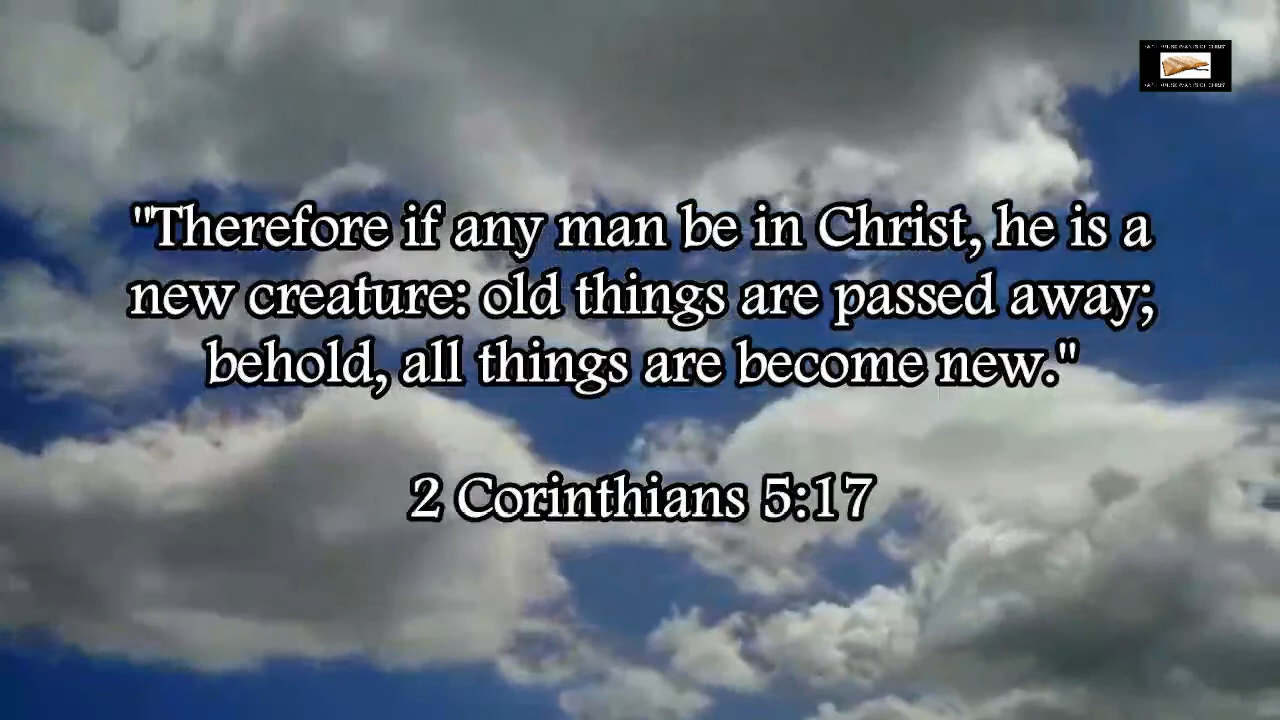 "Therefore if any man be in Christ, he is a
new creature: old things are passed away;
behold, all things are become new."
2 Corinthians 5:17